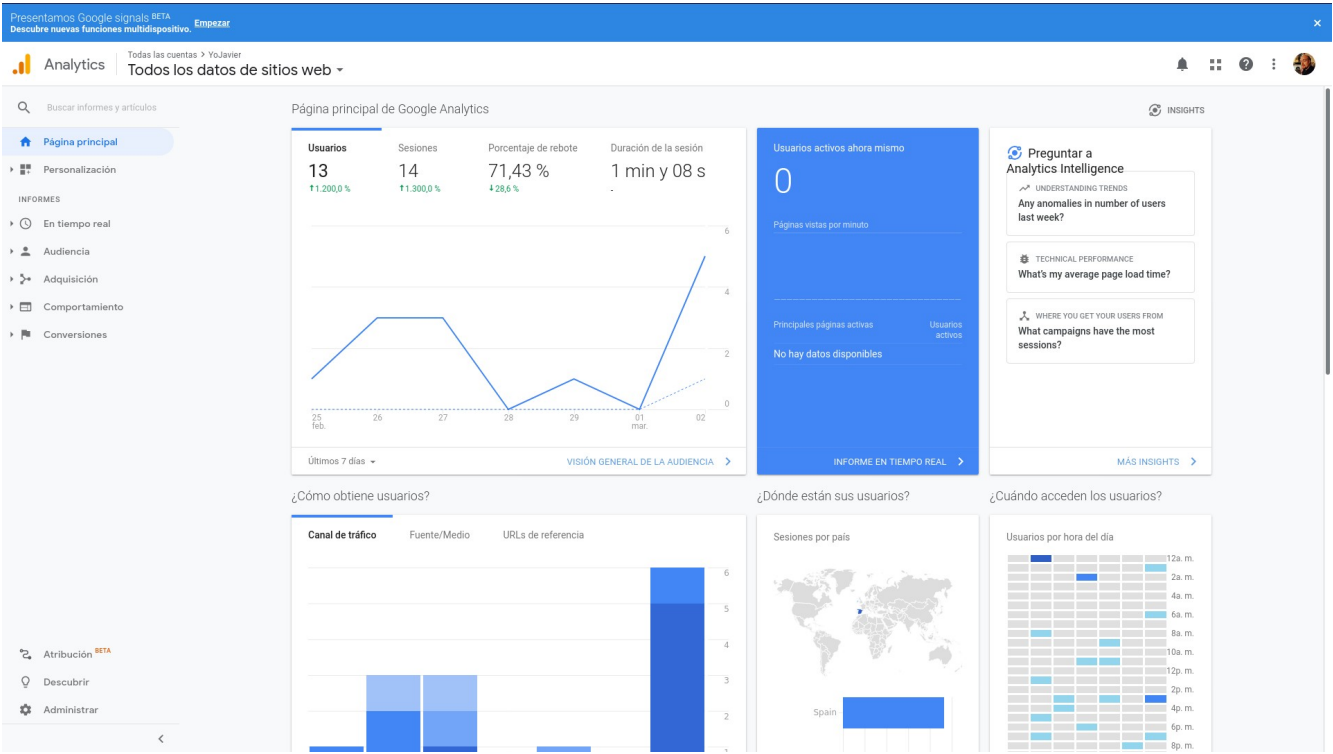 Presentamos Google signals BETA
Descubre nuevas funciones multidispositivo. Empezar
Analytics
Todas las cuentas > YoJavier
Todos los datos de sitios web
Buscar informes y artículos
Página principal
Personalización
INFORMES
En tiempo real
Audiencia
Adquisición
Comportamiento
Conversiones
Atribución BETA
Descubrir
Administrar
Página principal de Google Analytics
INSIGHTS
Usuarios
13
1.200,0 %
Sesiones
14
1.300,0 %
Porcentaje de rebote
71,43 %
28,6 %
Duración de la sesión
1 min y 08 s
-
6
4
2
0
25
feb.
26
27
28
29
01
mar.
02
Últimos 7 días
VISIÓN GENERAL DE LA AUDIENCIA
Usuarios activos ahora mismo
0
Páginas vistas por minuto
Principales páginas activas
Usuarios
activos
No hay datos disponibles
INFORME EN TIEMPO REAL
Preguntar a
Analytics Intelligence
UNDERSTANDING TRENDS
Any anomalies in number of users
last week?
TECHNICAL PERFORMANCE
What's my average page load time?
WHERE YOU GET YOUR USERS FROM
What campaigns have the most
sessions?
MÁS INSIGHTS
¿Cómo obtiene usuarios?
Canal de tráfico
Fuente/Medio
URLs de referencia
6
5
4
3
2
1
¿Dónde están sus usuarios?
Sesiones por país
Spain
¿Cuándo acceden los usuarios?
Usuarios por hora del día
12a. m.
2a. m.
4a. m.
6a. m.
8a. m.
10a. m.
12p. m.
2p. m.
4p. m.
6p. m.
8p. m.